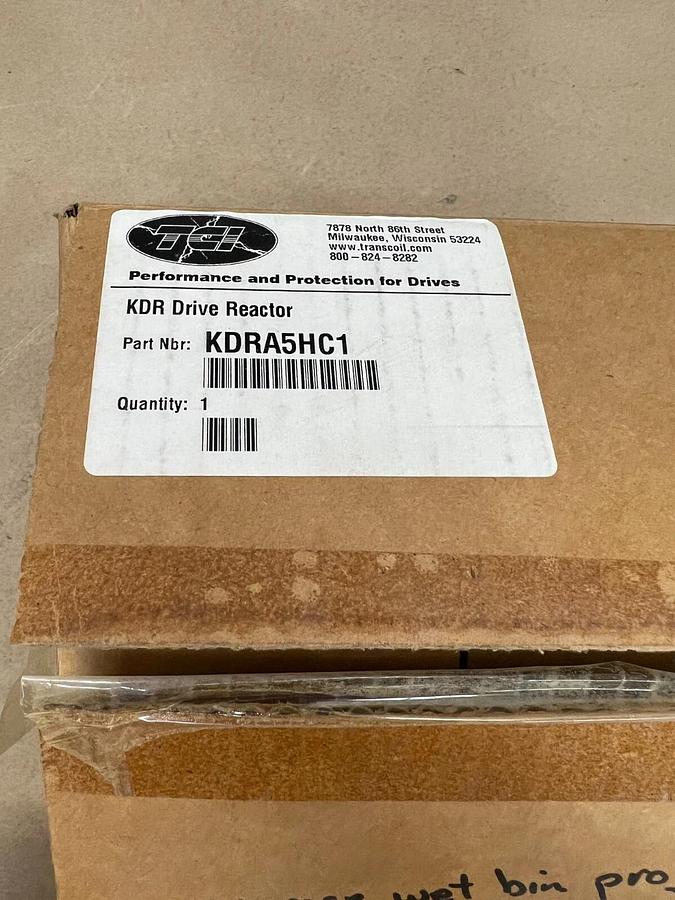 TCI
7878 North 86th Street
Milwaukee, Wisconsin 53224
www.transcoil.com
800-824-8282
Performance and Protection for Drives
KDR Drive Reactor
Part Nbr: KDRA5HC1
Quantity: 1
wet bin pro